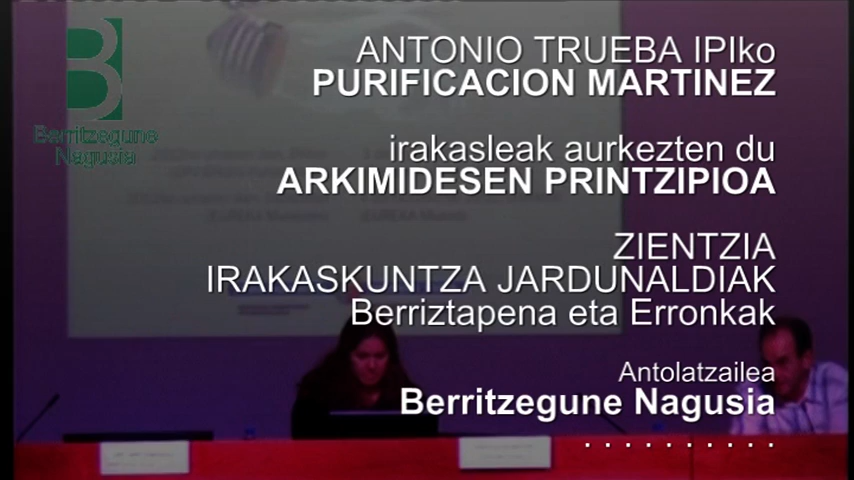 Berritzegune
Nagusia
ANTONIO TRUEBA IPIko
PURIFICACION MARTINEZ
irakasleak aurkezten du
ARKIMIDESEN PRINTZIPIOA
ZIENTZIA
IRAKASKUNTZA JARDUNALDIAK
Berriztapena eta Erronkak
Antolatzailea
Berritzegune Nagusia
. . . . . . . . . .